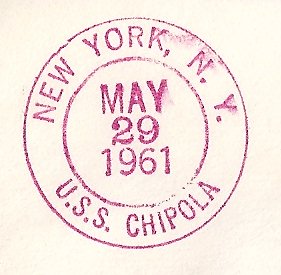 NEW YORK, N.Y.
MAY
29
1961
U.S.S. CHIPOLA